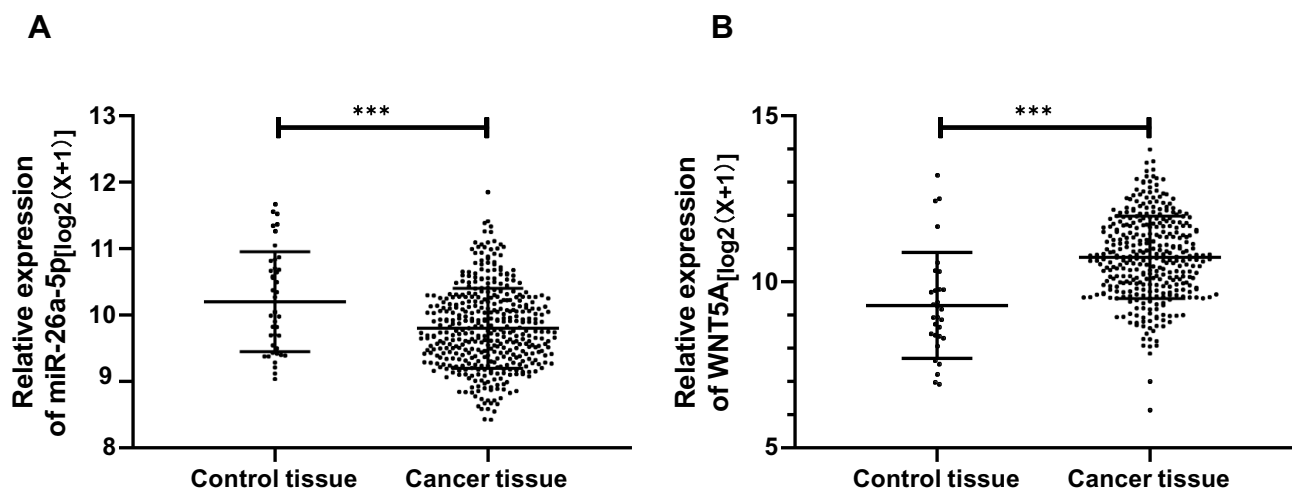 A
Relative expression
of miR-26a-5p[log2（X+1）]
13
12
11
10
9
8
***
Control tissue
Cancer tissue
B
Relative expression
of WNT5A[log2（X+1）]
15
10
5
***
Control tissue
Cancer tissue